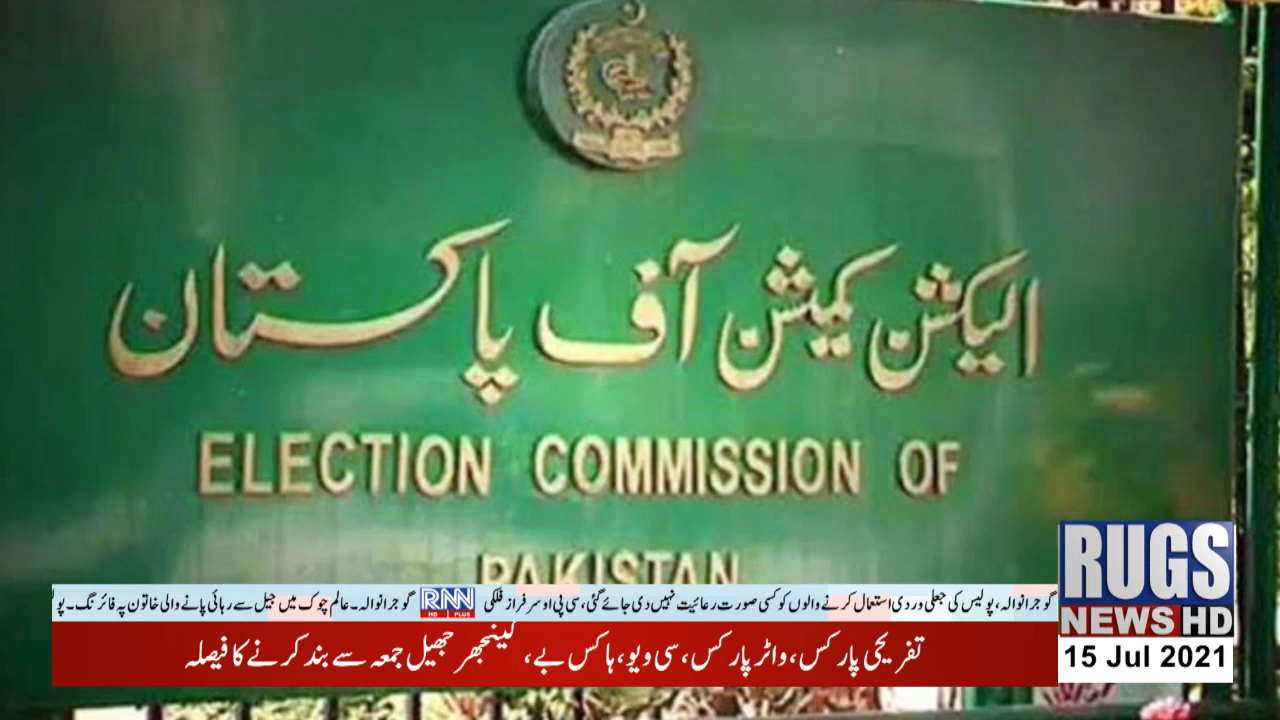 الیکشن کمیشن آف پاکستان
ELECTION COMMISSION OF
PAKISTAN
گوجرانوالہ، پولیس کی جعلی وردی استعمال کرنے والوں کو کسی صورت رعائیت نہیں دی جائے گی، سی پی او سرفراز فلکی RNN HD PLUS گوجرانوالہ۔عالم چوک میں جیل سے رہائی پانے والی خاتون پہ فائرنگ۔پو
تفریحی پارکس، واٹر پارکس، سی ویو، ہاکس بے، کینجھر جھیل جمعہ سے بند کرنے کا فیصلہ
RUGS
NEWS HD
15 Jul 2021